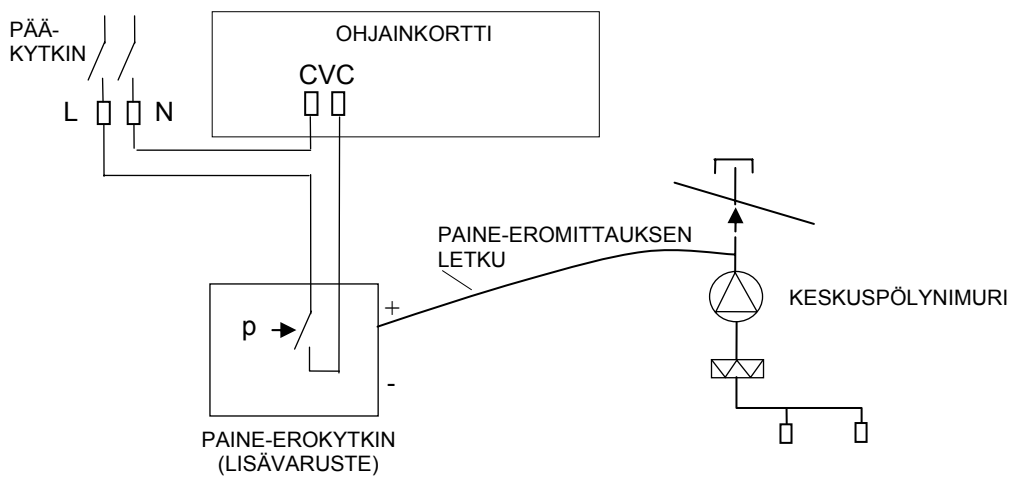 PÄÄ-
KYTKIN
OHJAINKORTTI
CVC
L
N
PAINE-EROMITTAUKSEN
LETKU
KESKUSPÖLYNIMURI
+
p
-
PAINE-EROKYTKIN
(LISÄVARUSTE)